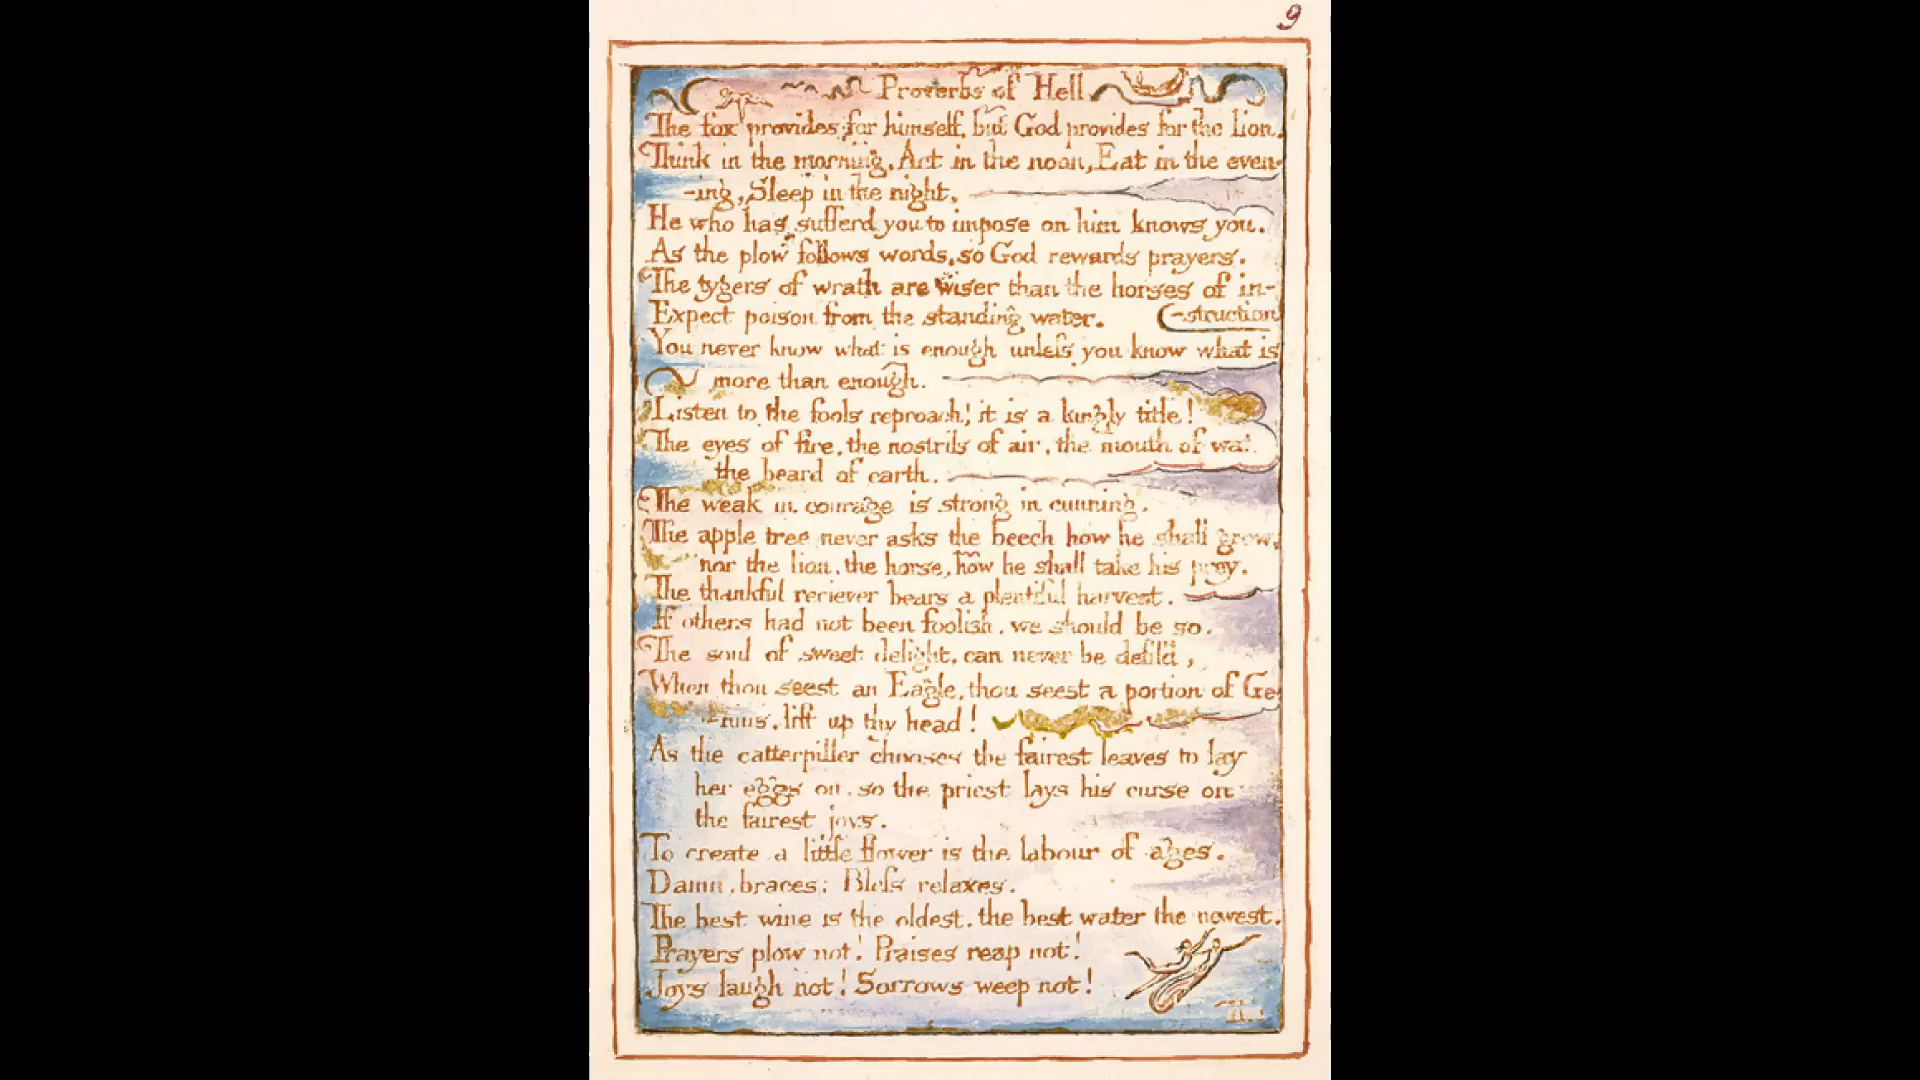 9
Proverbs of Hell
The fox provides for himself, but God provides for the lion,
Think in the morning, Act in the noon, Eat in the even-
-ing, Sleep in the night,
He who has sufferd you to impose on him knows you.
As the plow follows words, so God rewards prayers.
The tygers of wrath are wiser than the horses of in-
-struction
Expect poison from the standing water.
You never know what is enough unleſs you know what is
more than enough.
Listen to the fools reproach! it is a kingly title!
The eyes of fire, the nostrils of air, the mouth of
the beard of earth.
The weak in courage is strong in cunning.
The apple tree never asks the beech how he shall grow,
nor the lion, the horse, how he shall take his prey.
The thankful reciever bears a plentiful harvest.
If others had not been foolish, we should be so.
The soul of sweet delight, can never be defil'd,
When thou seest an Eagle, thou seest a portion of Ge-
-nius. lift up thy head!
As the catterpiller chooses the fairest leaves to lay
her eggs on, so the priest lays his curse on
the fairest joys.
To create a little flower is the labour of ages.
Damn, braces: Bleſs relaxes.
The best wine is the oldest, the best water the newest.
Prayers plow not! Praises reap not!
Joys laugh not! Sorrows weep not!